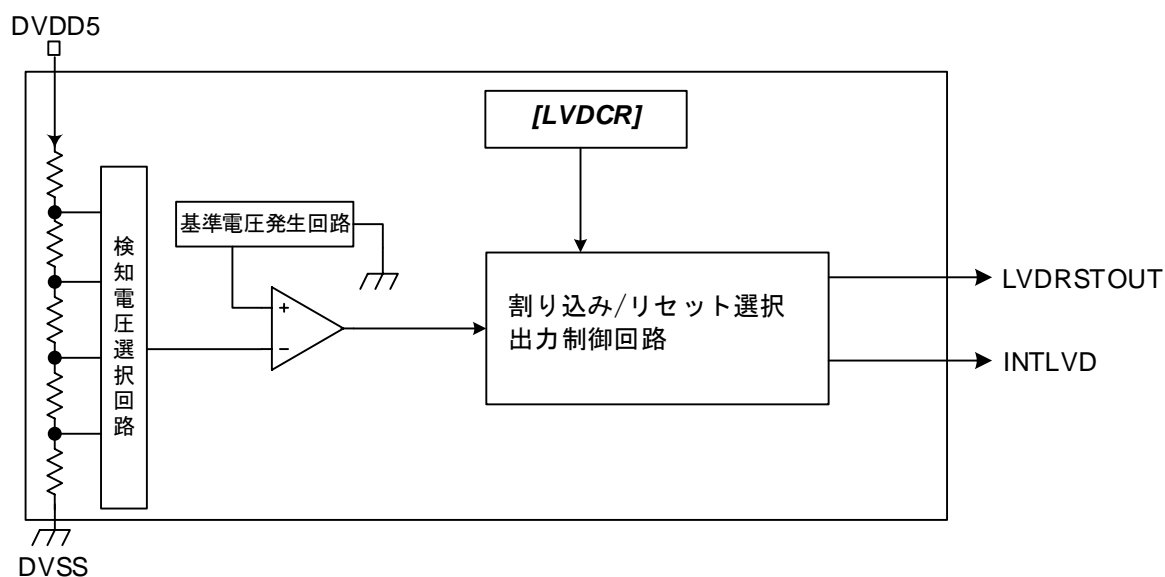 DVDD5
[LVDCR]
基準電圧発生回路
検知電圧選択回路
+
−
割り込み/リセット選択
出力制御回路
LVDRSTOUT
INTLVD
DVSS